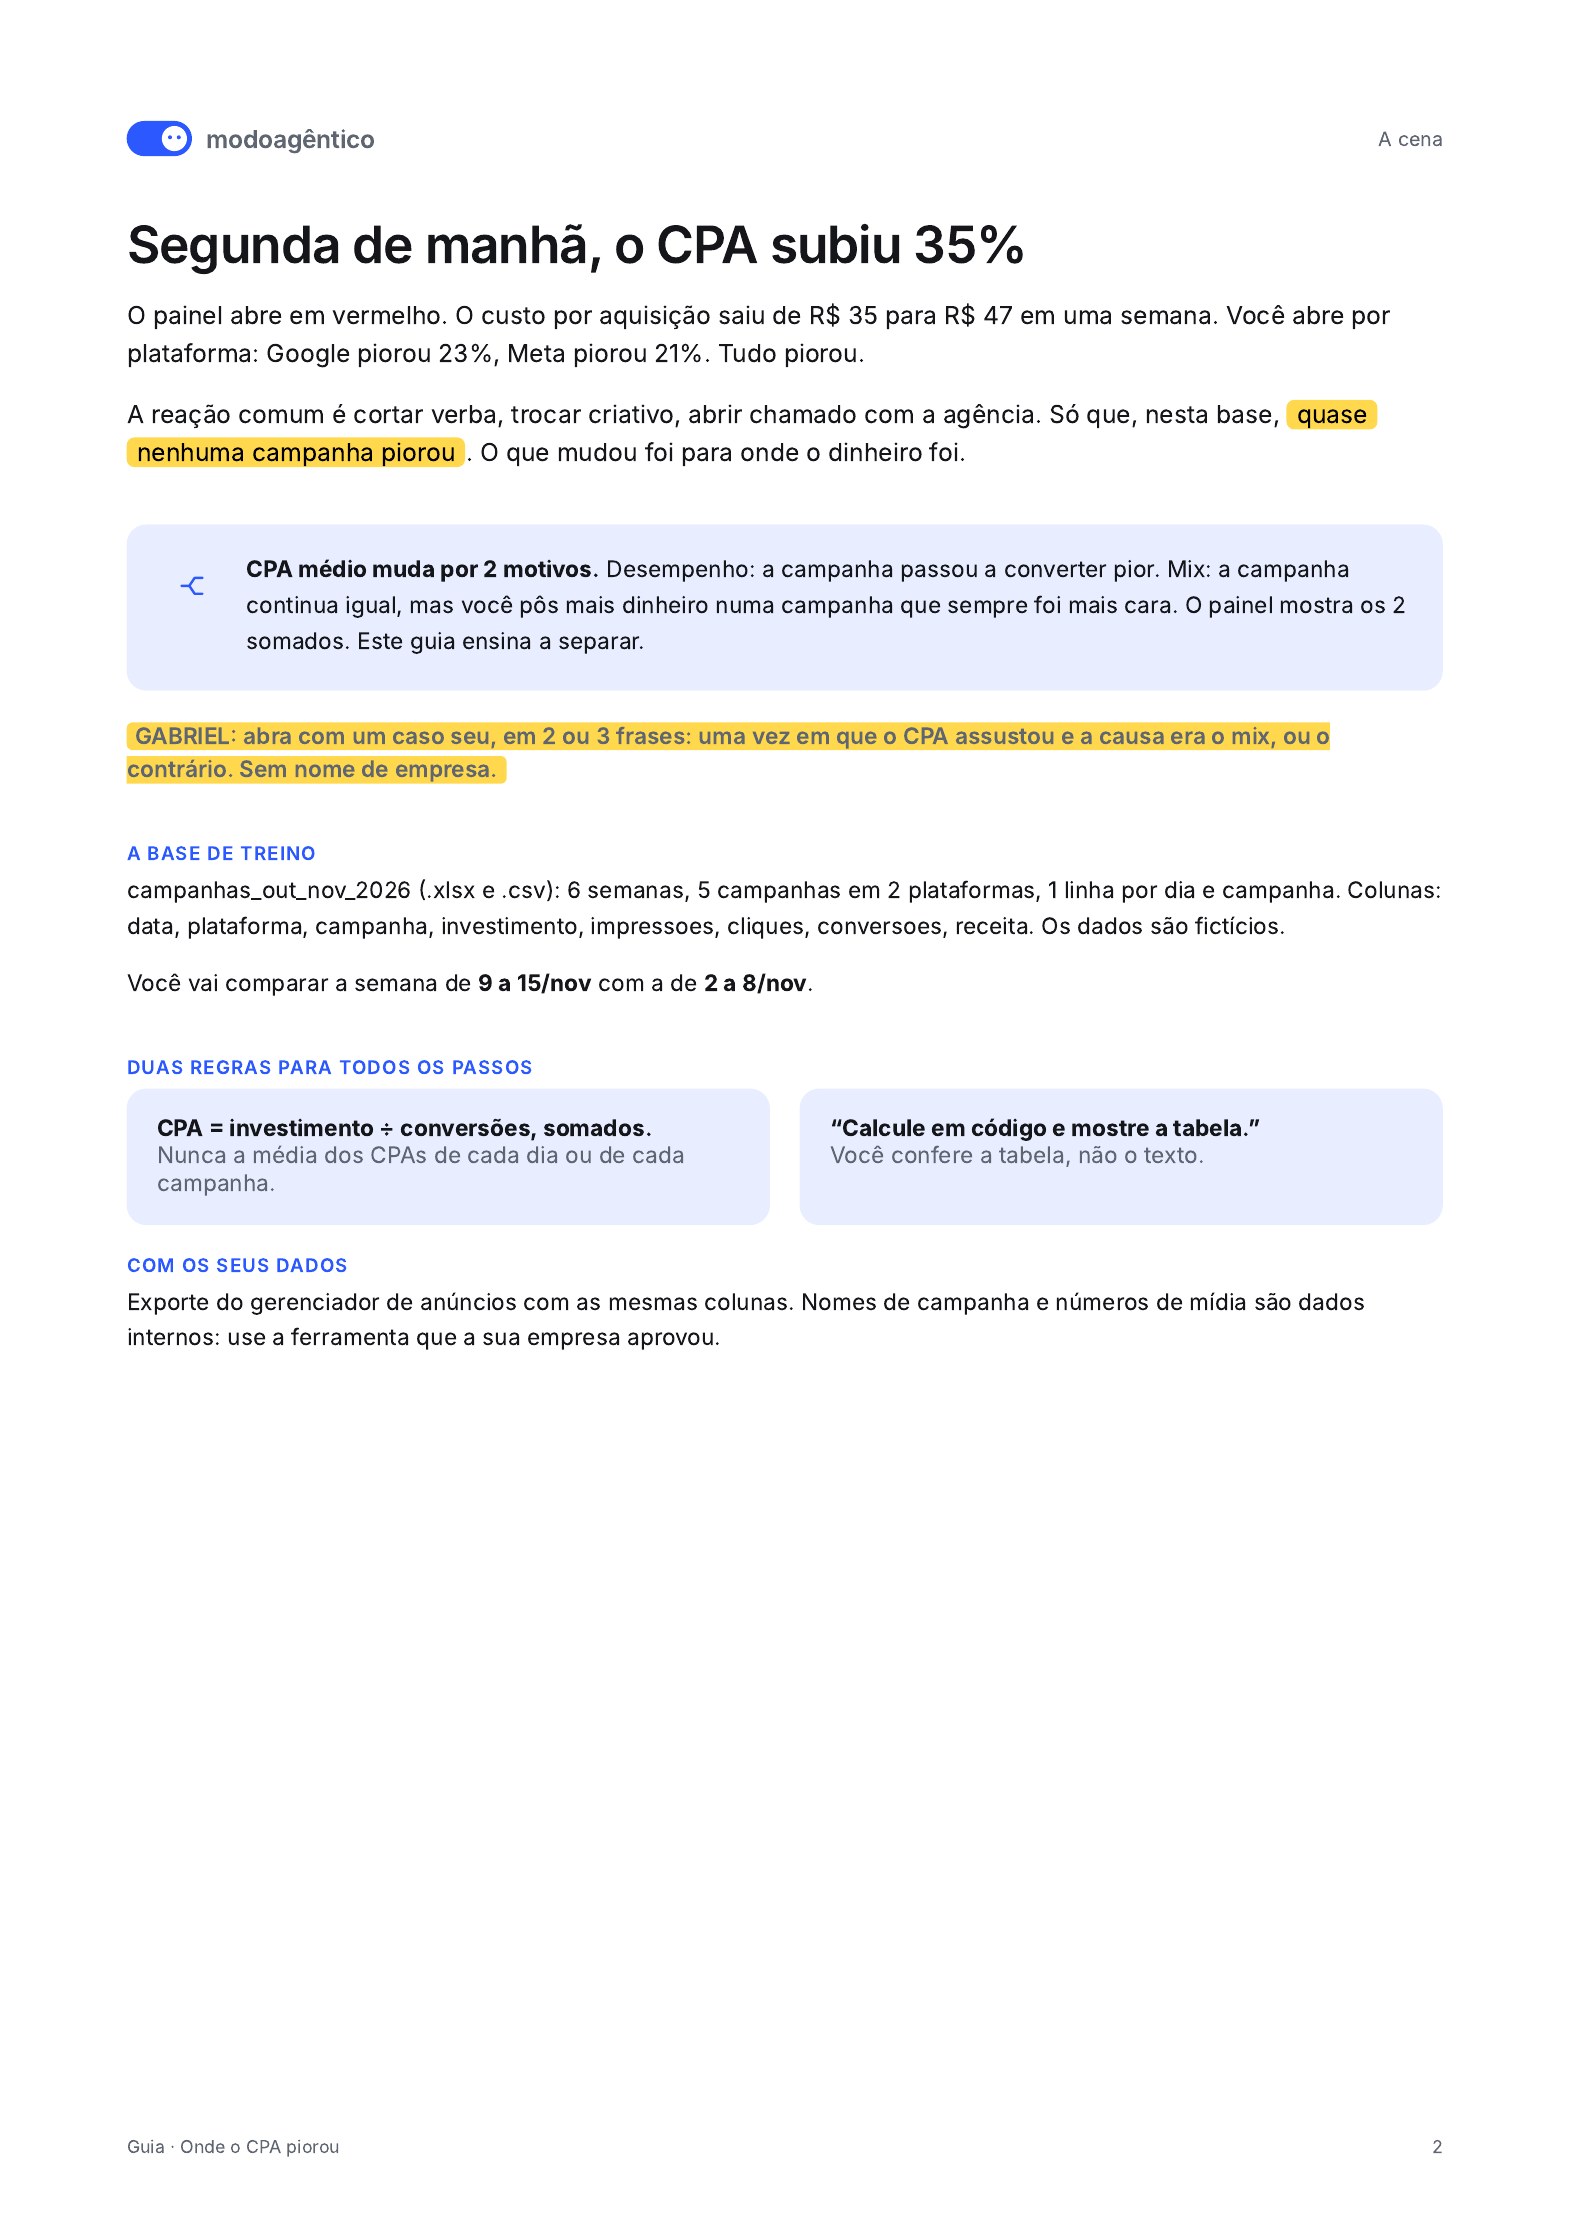 modoagêntico
A cena
Segunda de manhã, o CPA subiu 35%
O painel abre em vermelho. O custo por aquisição saiu de R$ 35 para R$ 47 em uma semana. Você abre por
plataforma: Google piorou 23%, Meta piorou 21%. Tudo piorou.
A reação comum é cortar verba, trocar criativo, abrir chamado com a agência. Só que, nesta base, quase
nenhuma campanha piorou. O que mudou foi para onde o dinheiro foi.
CPA médio muda por 2 motivos. Desempenho: a campanha passou a converter pior. Mix: a campanha
continua igual, mas você pôs mais dinheiro numa campanha que sempre foi mais cara. O painel mostra os 2
somados. Este guia ensina a separar.
GABRIEL: abra com um caso seu, em 2 ou 3 frases: uma vez em que o CPA assustou e a causa era o mix, ou o
contrário. Sem nome de empresa.
A BASE DE TREINO
campanhas_out_nov_2026 (.xlsx e .csv): 6 semanas, 5 campanhas em 2 plataformas, 1 linha por dia e campanha. Colunas:
data, plataforma, campanha, investimento, impressoes, cliques, conversoes, receita. Os dados são fictícios.
Você vai comparar a semana de 9 a 15/nov com a de 2 a 8/nov.
DUAS REGRAS PARA TODOS OS PASSOS
CPA = investimento ÷ conversões, somados.
Nunca a média dos CPAs de cada dia ou de cada
campanha.
“Calcule em código e mostre a tabela.”
Você confere a tabela, não o texto.
COM OS SEUS DADOS
Exporte do gerenciador de anúncios com as mesmas colunas. Nomes de campanha e números de mídia são dados
internos: use a ferramenta que a sua empresa aprovou.
Guia · Onde o CPA piorou
2